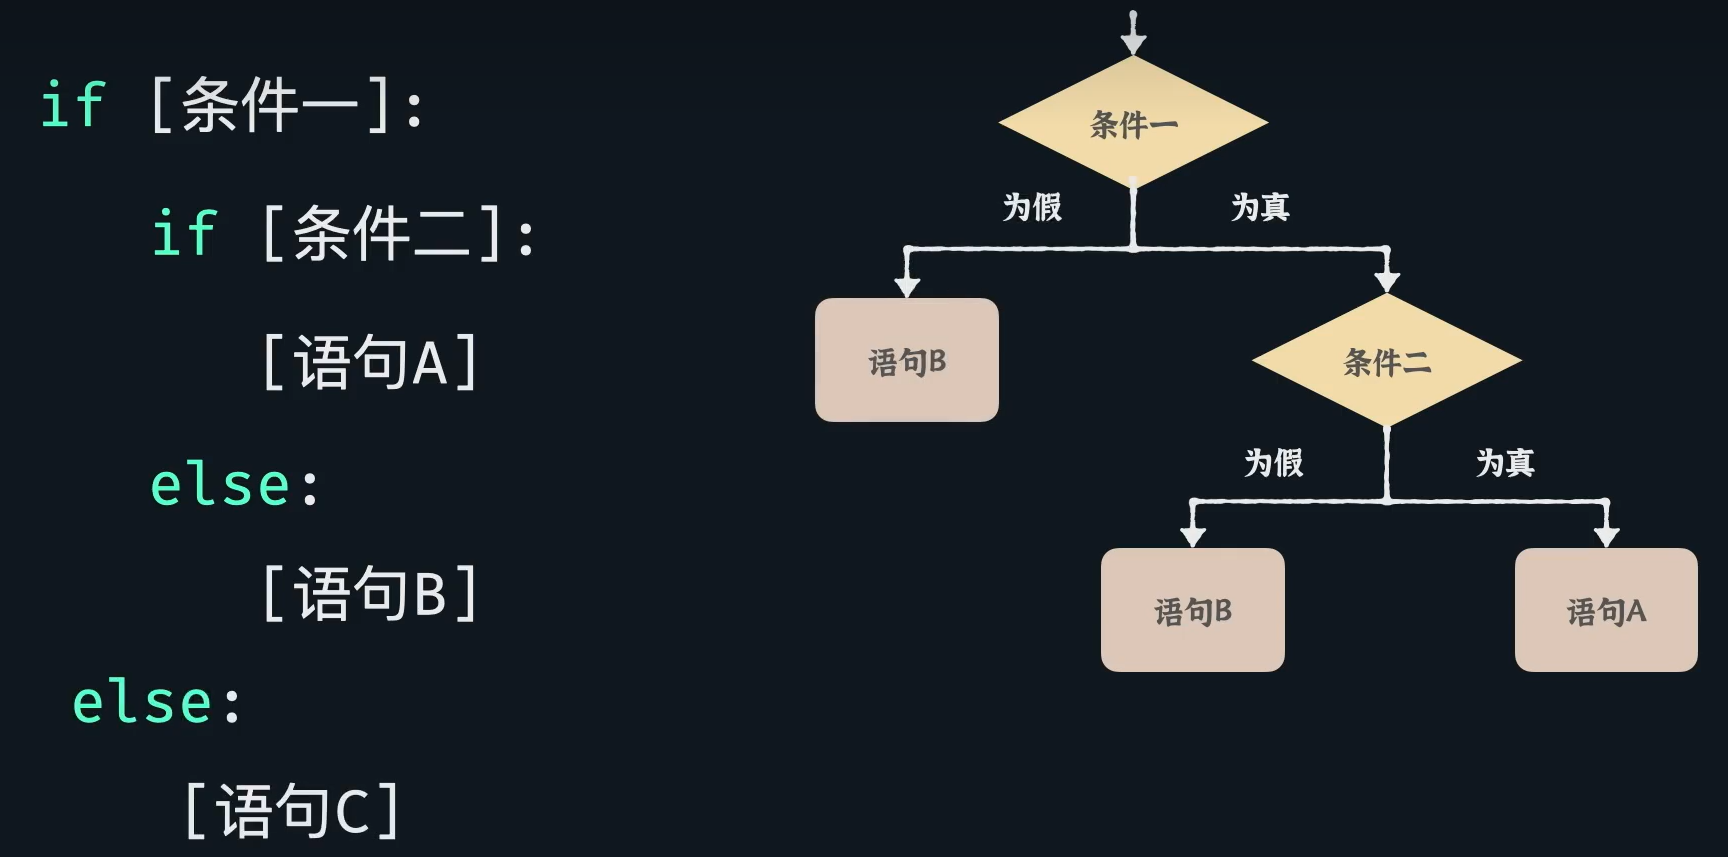 if [条件一]:
if [条件二]:
[语句A]
else:
[语句B]
else:
[语句C]
条件一
为假
为真
语句B
条件二
为假
为真
语句B
语句A